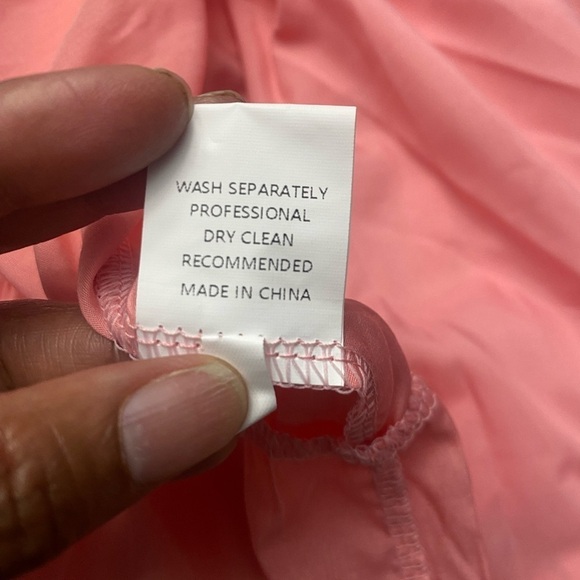 WASH SEPARATELY
PROFESSIONAL
DRY CLEAN
RECOMMENDED
MADE IN CHINA